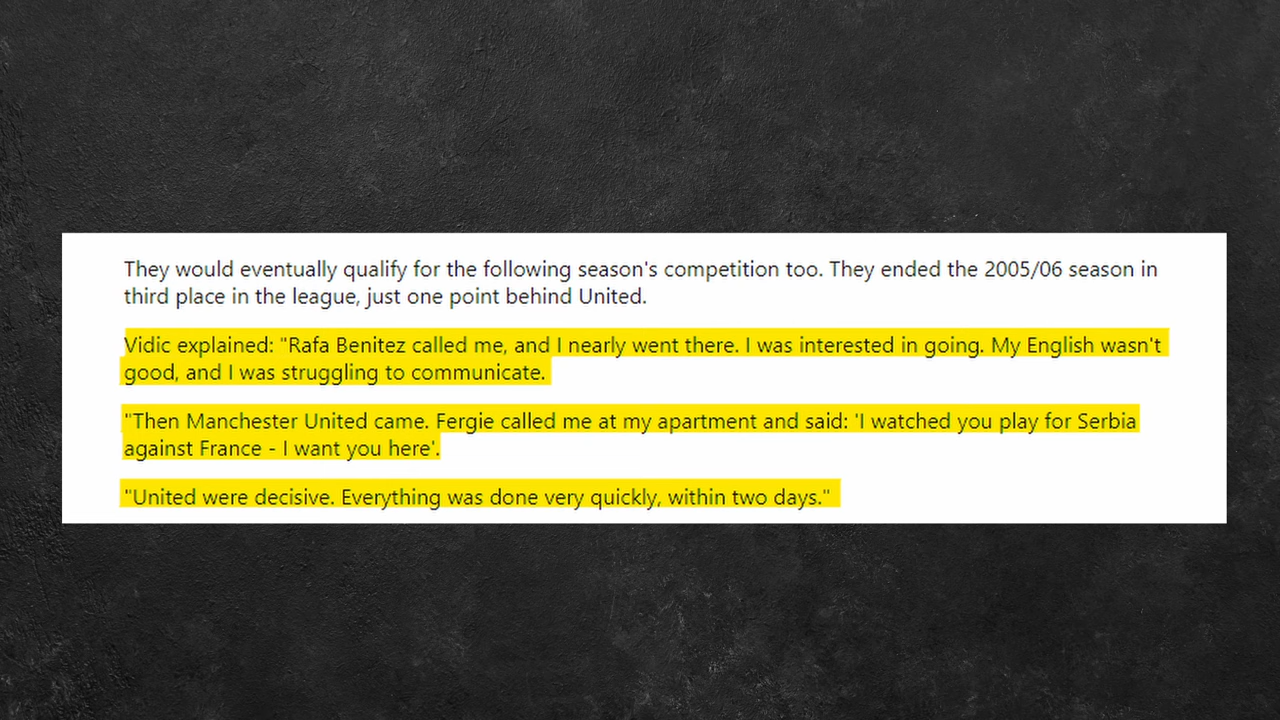 They would eventually qualify for the following season's competition too. They ended the 2005/06 season in
third place in the league, just one point behind United.
Vidic explained: "Rafa Benitez called me, and I nearly went there. I was interested in going. My English wasn't
good, and I was struggling to communicate.
"Then Manchester United came. Fergie called me at my apartment and said: 'I watched you play for Serbia
against France - I want you here'.
"United were decisive. Everything was done very quickly, within two days."